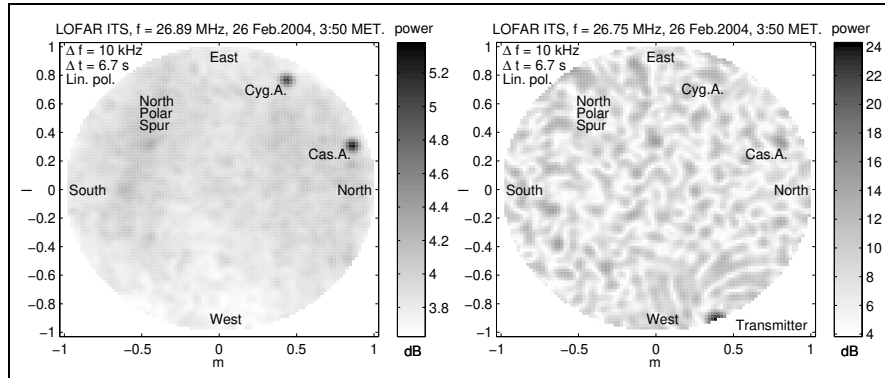 LOFAR ITS, f = 26.89 MHz, 26 Feb.2004, 3:50 MET.
power
Δ f = 10 kHz
Δ t = 6.7 s
Lin. pol.
East
Cyg.A.
North
Polar
Spur
Cas.A.
South
North
West
1
0.8
0.6
0.4
0.2
0
−0.2
−0.4
−0.6
−0.8
−1
l
−1
−0.5
0
0.5
1
m
5.2
5
4.8
4.6
4.4
4.2
4
3.8
dB
LOFAR ITS, f = 26.75 MHz, 26 Feb.2004, 3:50 MET.
power
Δ f = 10 kHz
Δ t = 6.7 s
Lin. pol.
East
Cyg.A.
North
Polar
Spur
Cas.A.
South
North
West
Transmitter
1
0.8
0.6
0.4
0.2
0
−0.2
−0.4
−0.6
−0.8
−1
l
−1
−0.5
0
0.5
1
m
24
22
20
18
16
14
12
10
8
6
4
dB